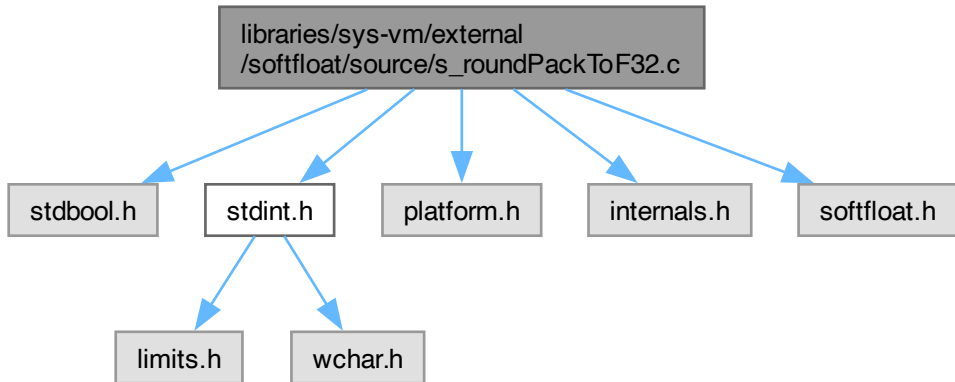 libraries/sys-vm/external
/softfloat/source/s_roundPackToF32.c
stdbool.h
stdint.h
platform.h
internals.h
softfloat.h
limits.h
wchar.h